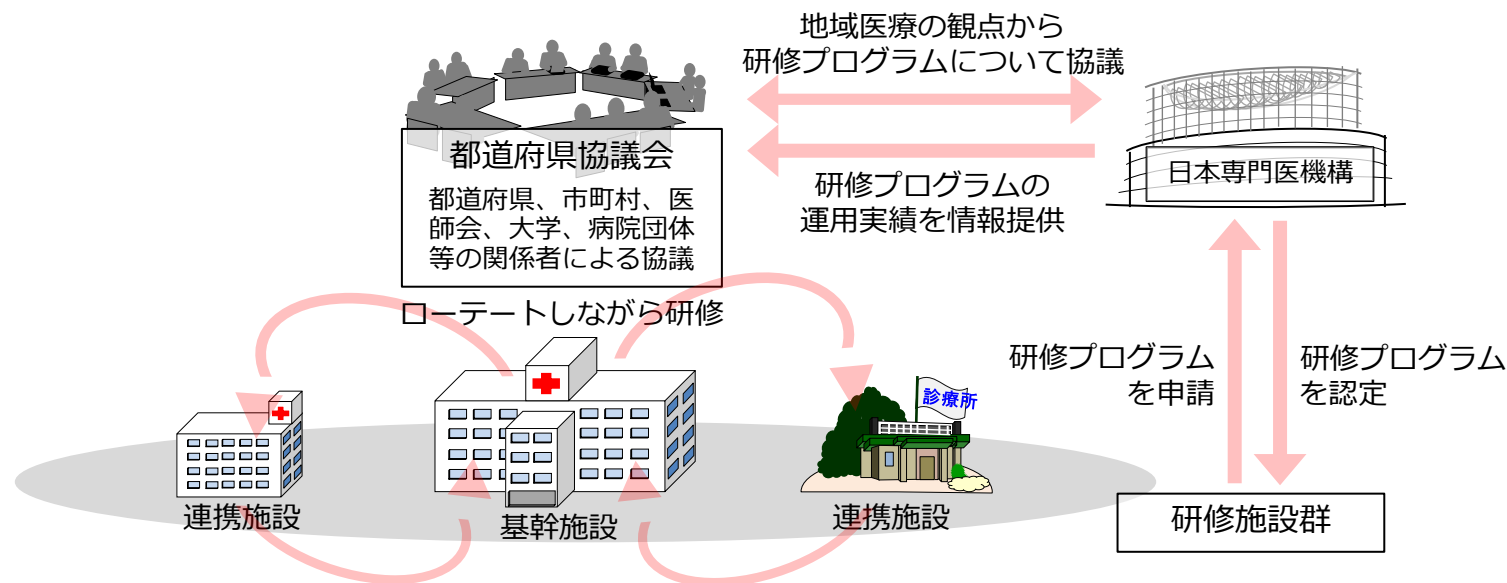 地域医療の観点から
研修プログラムについて協議
都道府県協議会
都道府県、市町村、医
師会、大学、病院団体
等の関係者による協議
日本専門医機構
研修プログラムの
運用実績を情報提供
ローテートしながら研修
研修プログラム
を申請
研修プログラム
を認定
診療所
連携施設
基幹施設
連携施設
研修施設群